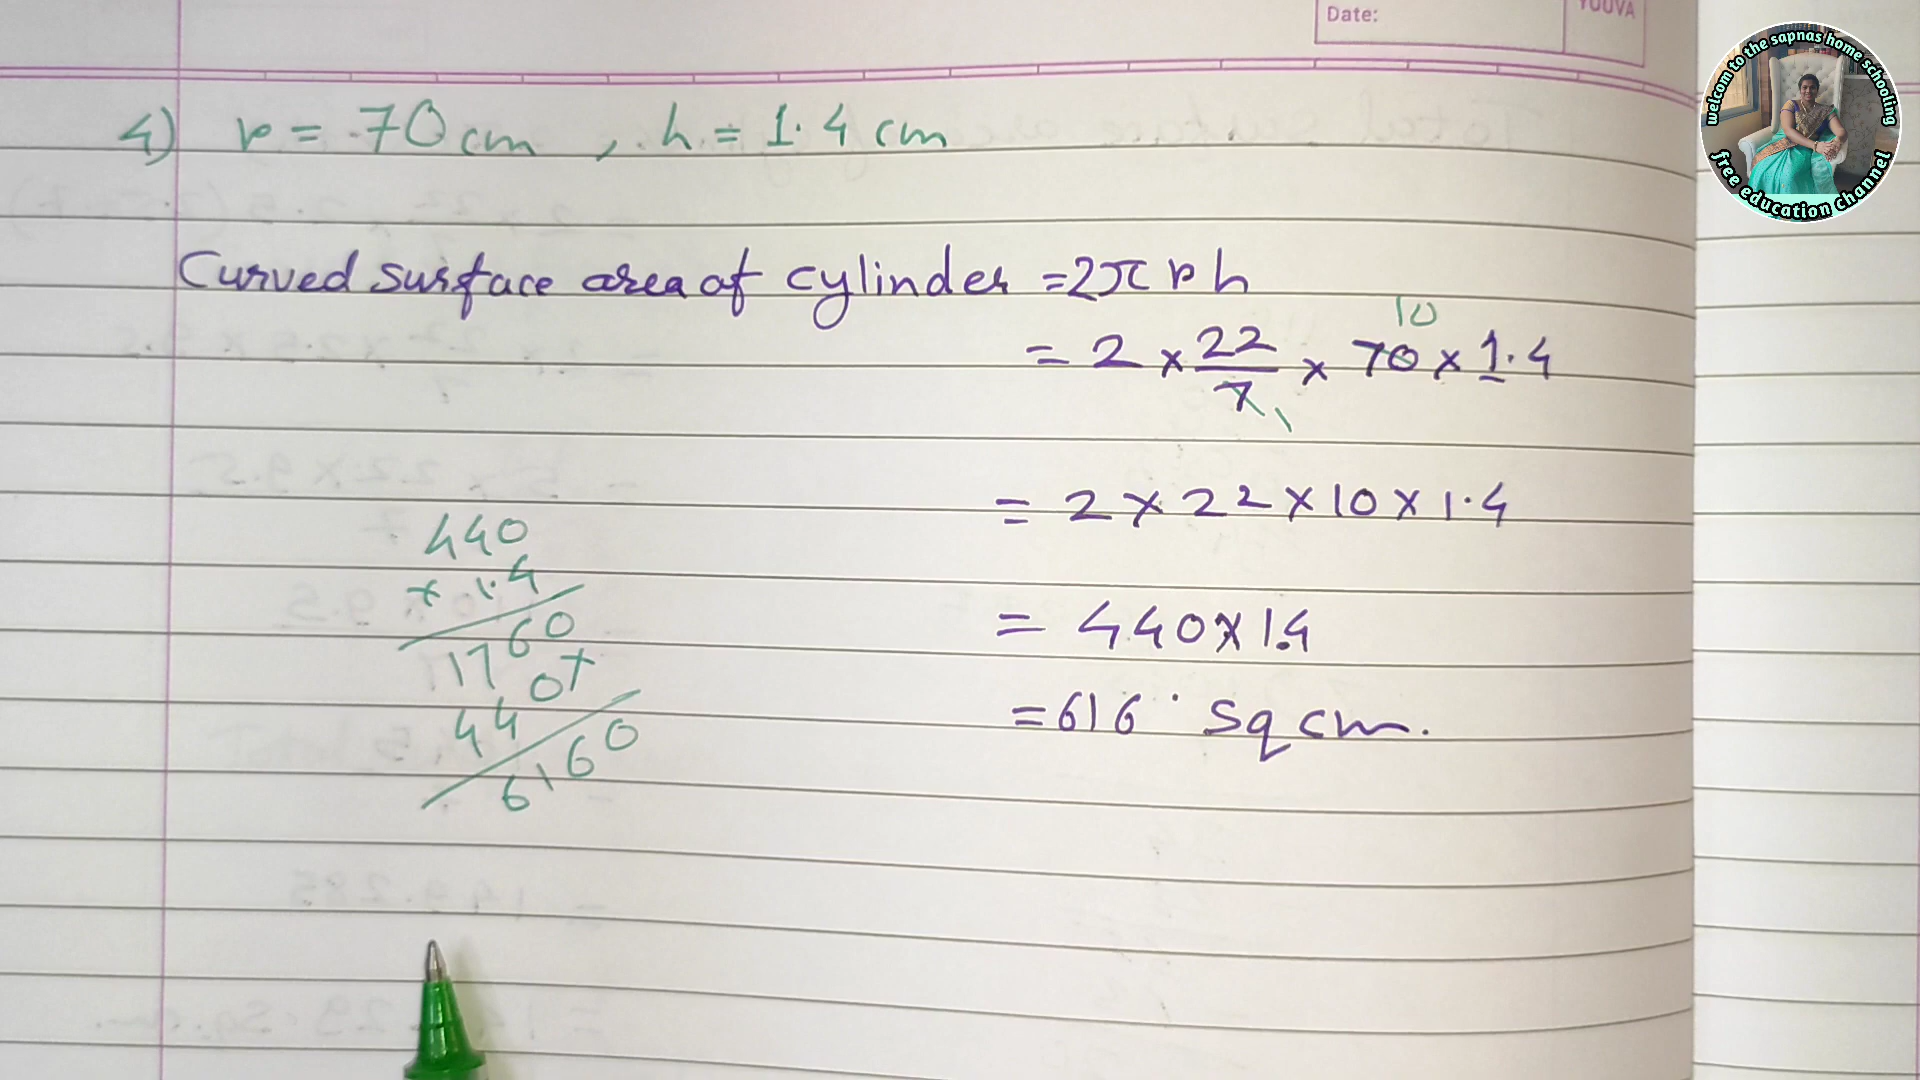 Date:
YOUVA
welcom to the sapnas home schooling
free education channel
4) r = 70 cm , h = 1.4 cm
Curved surface area of cylinder = 2π r h
10
= 2 × 22/7 × 70 × 1.4
1
= 2 × 22 × 10 × 1.4
= 440 × 1.4
= 616 sq cm.
440
× 1.4
1760
440+
6160